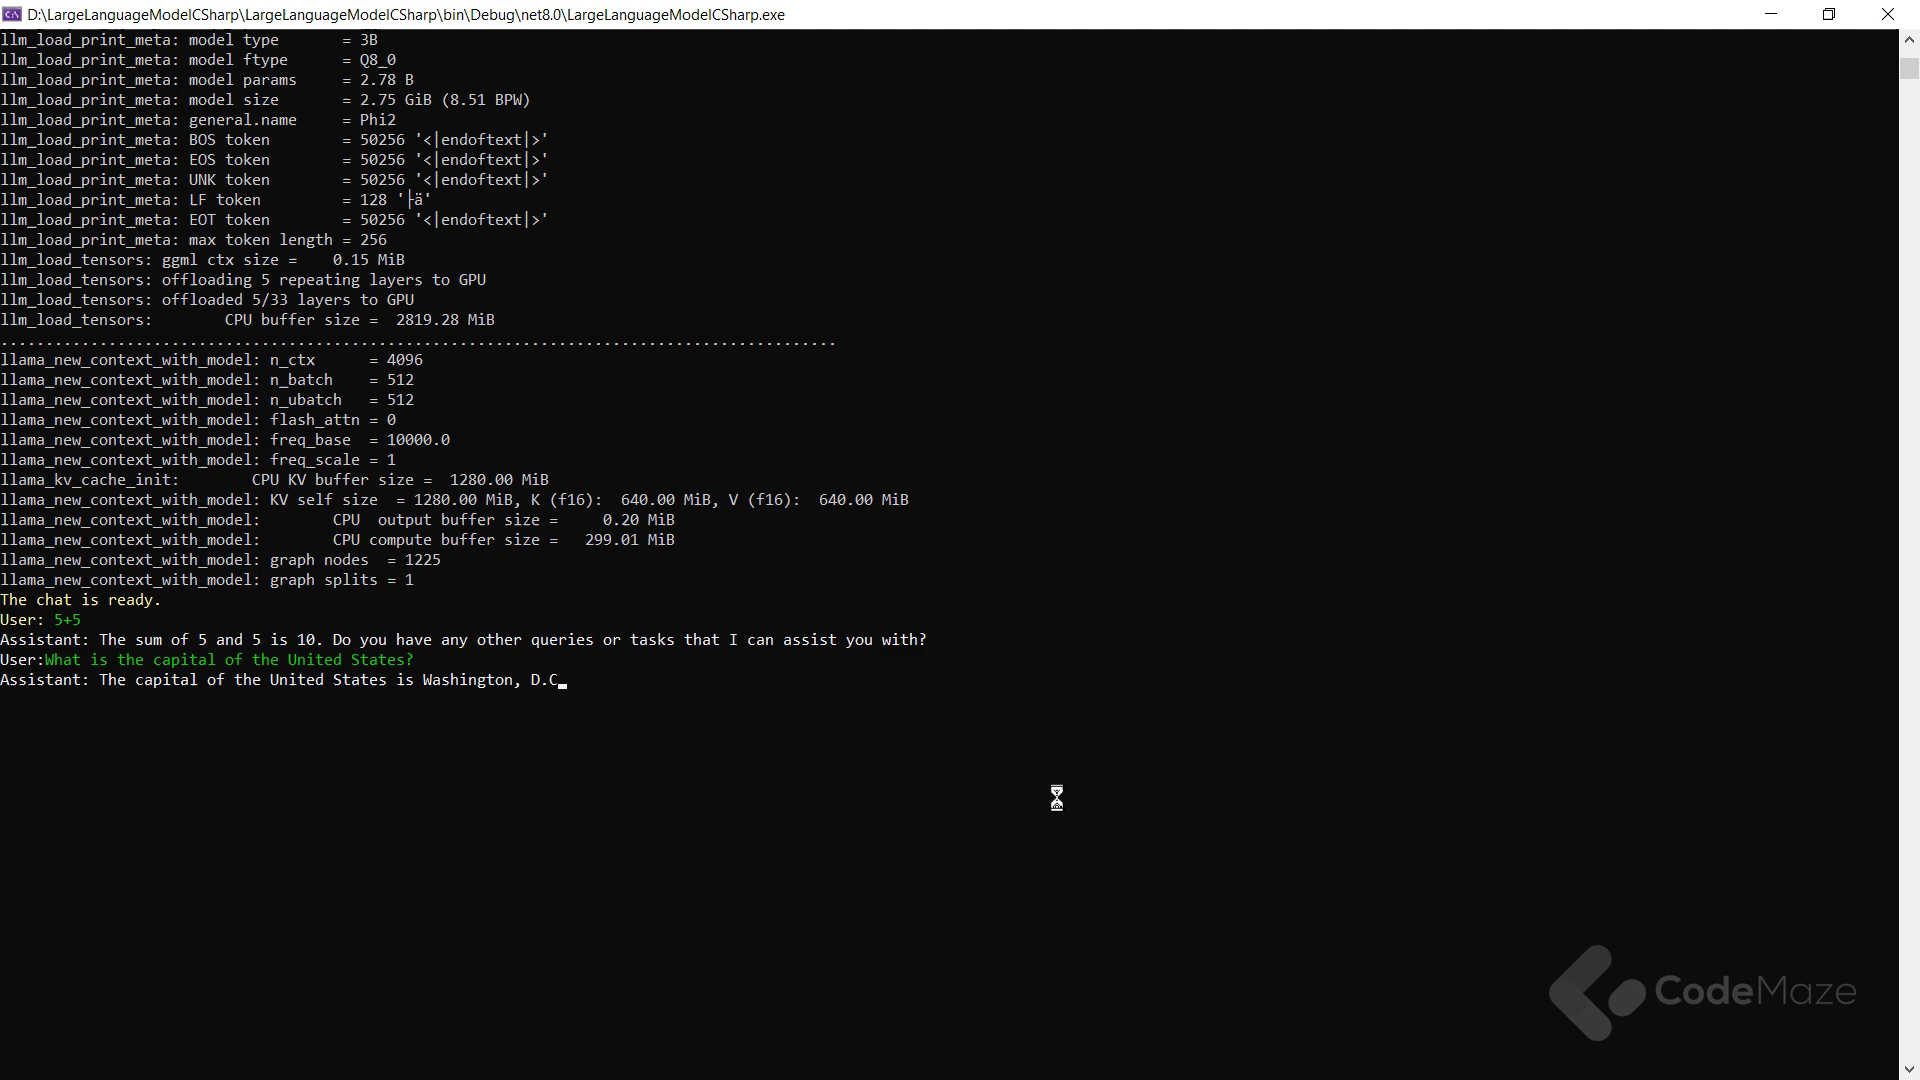 D:\LargeLanguageModelCSharp\LargeLanguageModelCSharp\bin\Debug\net8.0\LargeLanguageModelCSharp.exe
llm_load_print_meta: model type       = 3B
llm_load_print_meta: model ftype      = Q8_0
llm_load_print_meta: model params     = 2.78 B
llm_load_print_meta: model size       = 2.75 GiB (8.51 BPW)
llm_load_print_meta: general.name     = Phi2
llm_load_print_meta: BOS token        = 50256 '<|endoftext|>'
llm_load_print_meta: EOS token        = 50256 '<|endoftext|>'
llm_load_print_meta: UNK token        = 50256 '<|endoftext|>'
llm_load_print_meta: LF token         = 128 '├ä'
llm_load_print_meta: EOT token        = 50256 '<|endoftext|>'
llm_load_print_meta: max token length = 256
llm_load_tensors: ggml ctx size =    0.15 MiB
llm_load_tensors: offloading 5 repeating layers to GPU
llm_load_tensors: offloaded 5/33 layers to GPU
llm_load_tensors:        CPU buffer size =  2819.28 MiB
.............................................................................................
llama_new_context_with_model: n_ctx      = 4096
llama_new_context_with_model: n_batch    = 512
llama_new_context_with_model: n_ubatch   = 512
llama_new_context_with_model: flash_attn = 0
llama_new_context_with_model: freq_base  = 10000.0
llama_new_context_with_model: freq_scale = 1
llama_kv_cache_init:        CPU KV buffer size =  1280.00 MiB
llama_new_context_with_model: KV self size  = 1280.00 MiB, K (f16):  640.00 MiB, V (f16):  640.00 MiB
llama_new_context_with_model:        CPU  output buffer size =     0.20 MiB
llama_new_context_with_model:        CPU compute buffer size =   299.01 MiB
llama_new_context_with_model: graph nodes  = 1225
llama_new_context_with_model: graph splits = 1
The chat is ready.
User: 5+5
Assistant: The sum of 5 and 5 is 10. Do you have any other queries or tasks that I can assist you with?
User:What is the capital of the United States?
Assistant: The capital of the United States is Washington, D.C
CodeMaze